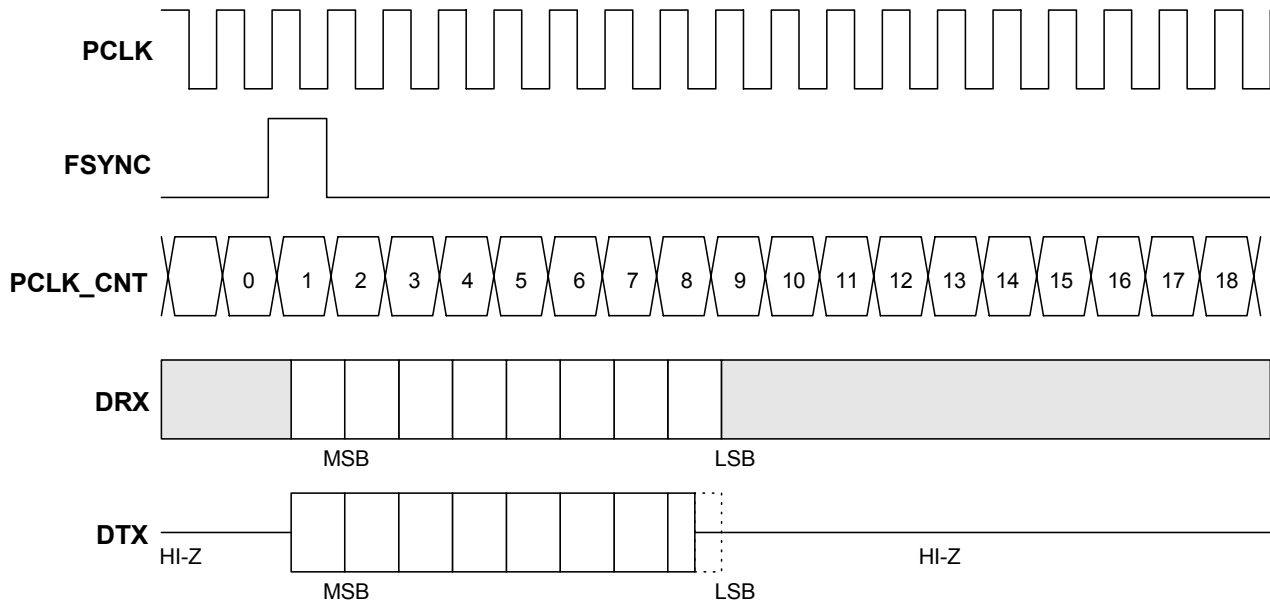 PCLK
FSYNC
PCLK_CNT 0 1 2 3 4 5 6 7 8 9 10 11 12 13 14 15 16 17 18
DRX
MSB LSB
DTX
HI-Z HI-Z
MSB LSB